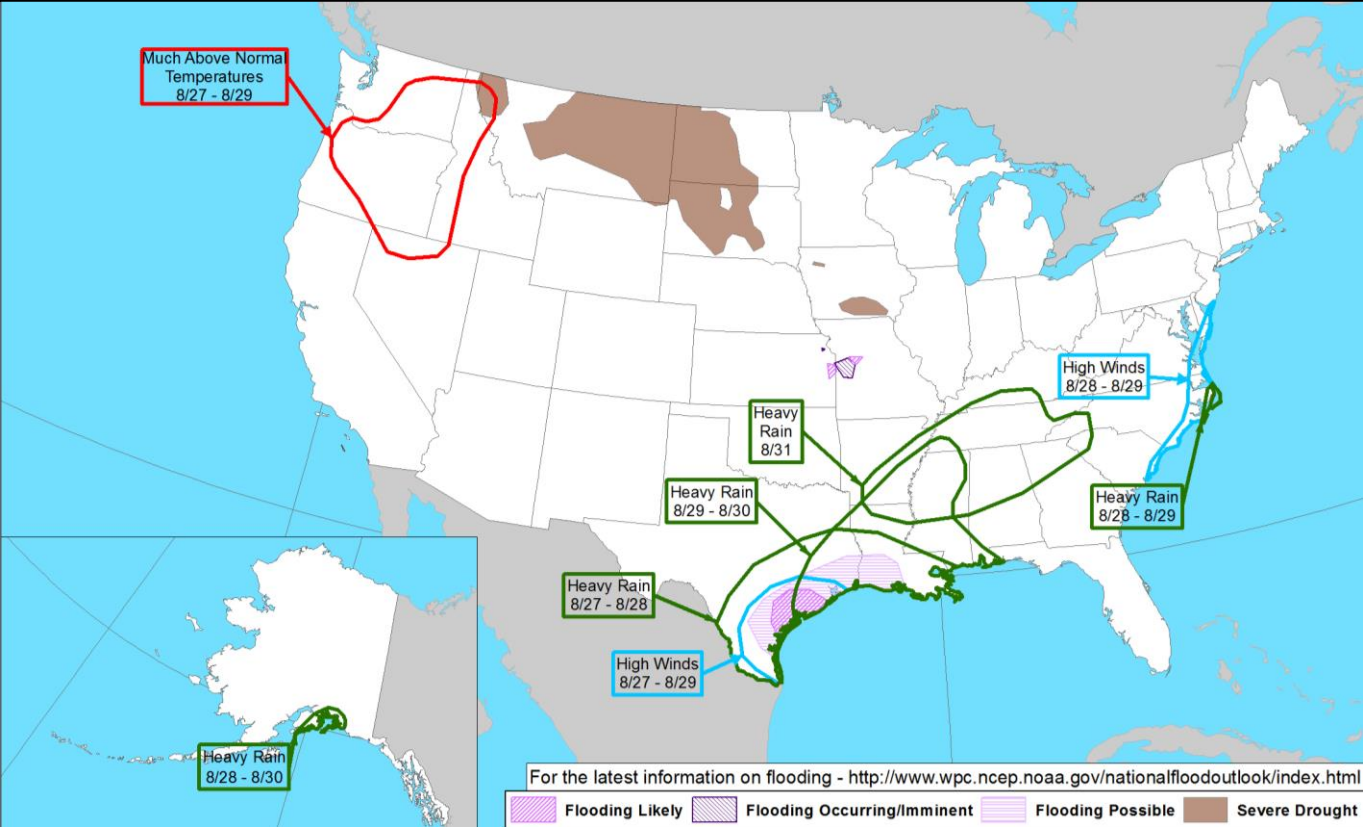 Much Above Normal
Temperatures
8/27 - 8/29
High Winds
8/28 - 8/29
Heavy
Rain
8/31
Heavy Rain
8/29 - 8/30
Heavy Rain
8/28 - 8/29
Heavy Rain
8/27 - 8/28
High Winds
8/27 - 8/29
Heavy Rain
8/28 - 8/30
For the latest information on flooding - http://www.wpc.ncep.noaa.gov/nationalfloodoutlook/index.html
Flooding Likely Flooding Occurring/Imminent Flooding Possible Severe Drought